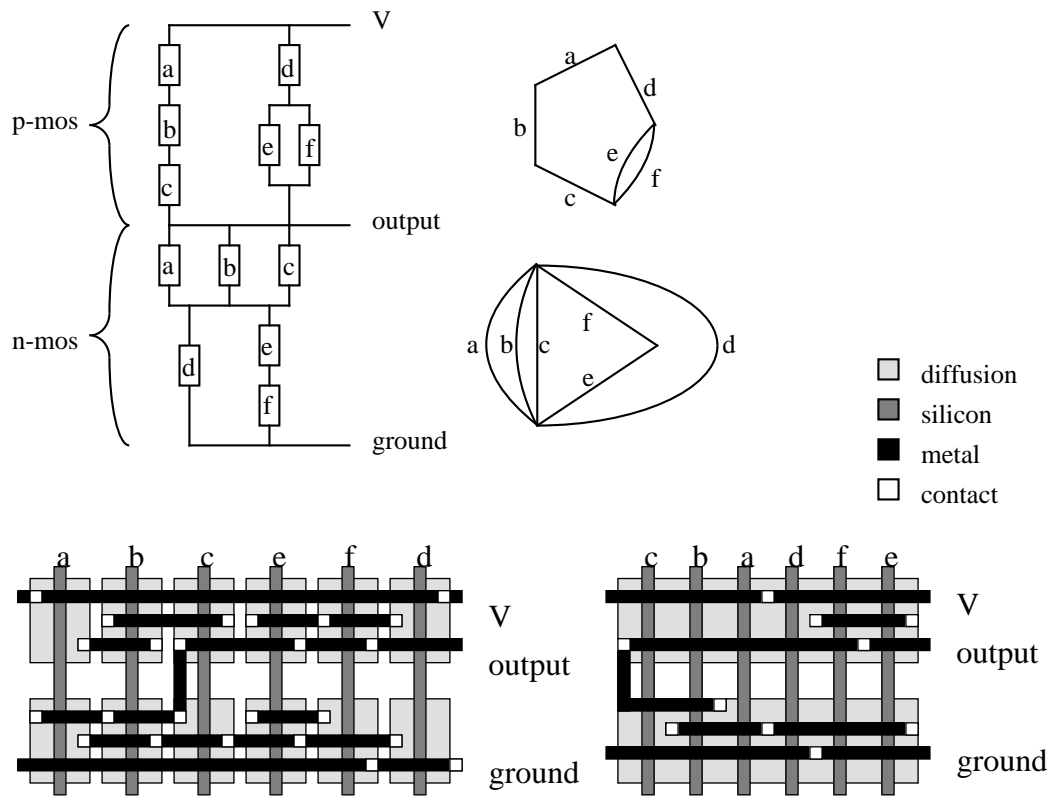 V
a
d
p-mos
b
e
f
c
output
a
b
c
n-mos
d
e
f
ground
a
d
b
e
f
c
a
b
c
f
e
d
diffusion
silicon
metal
contact
a b c e f d
V
output
ground
c b a d f e
V
output
ground